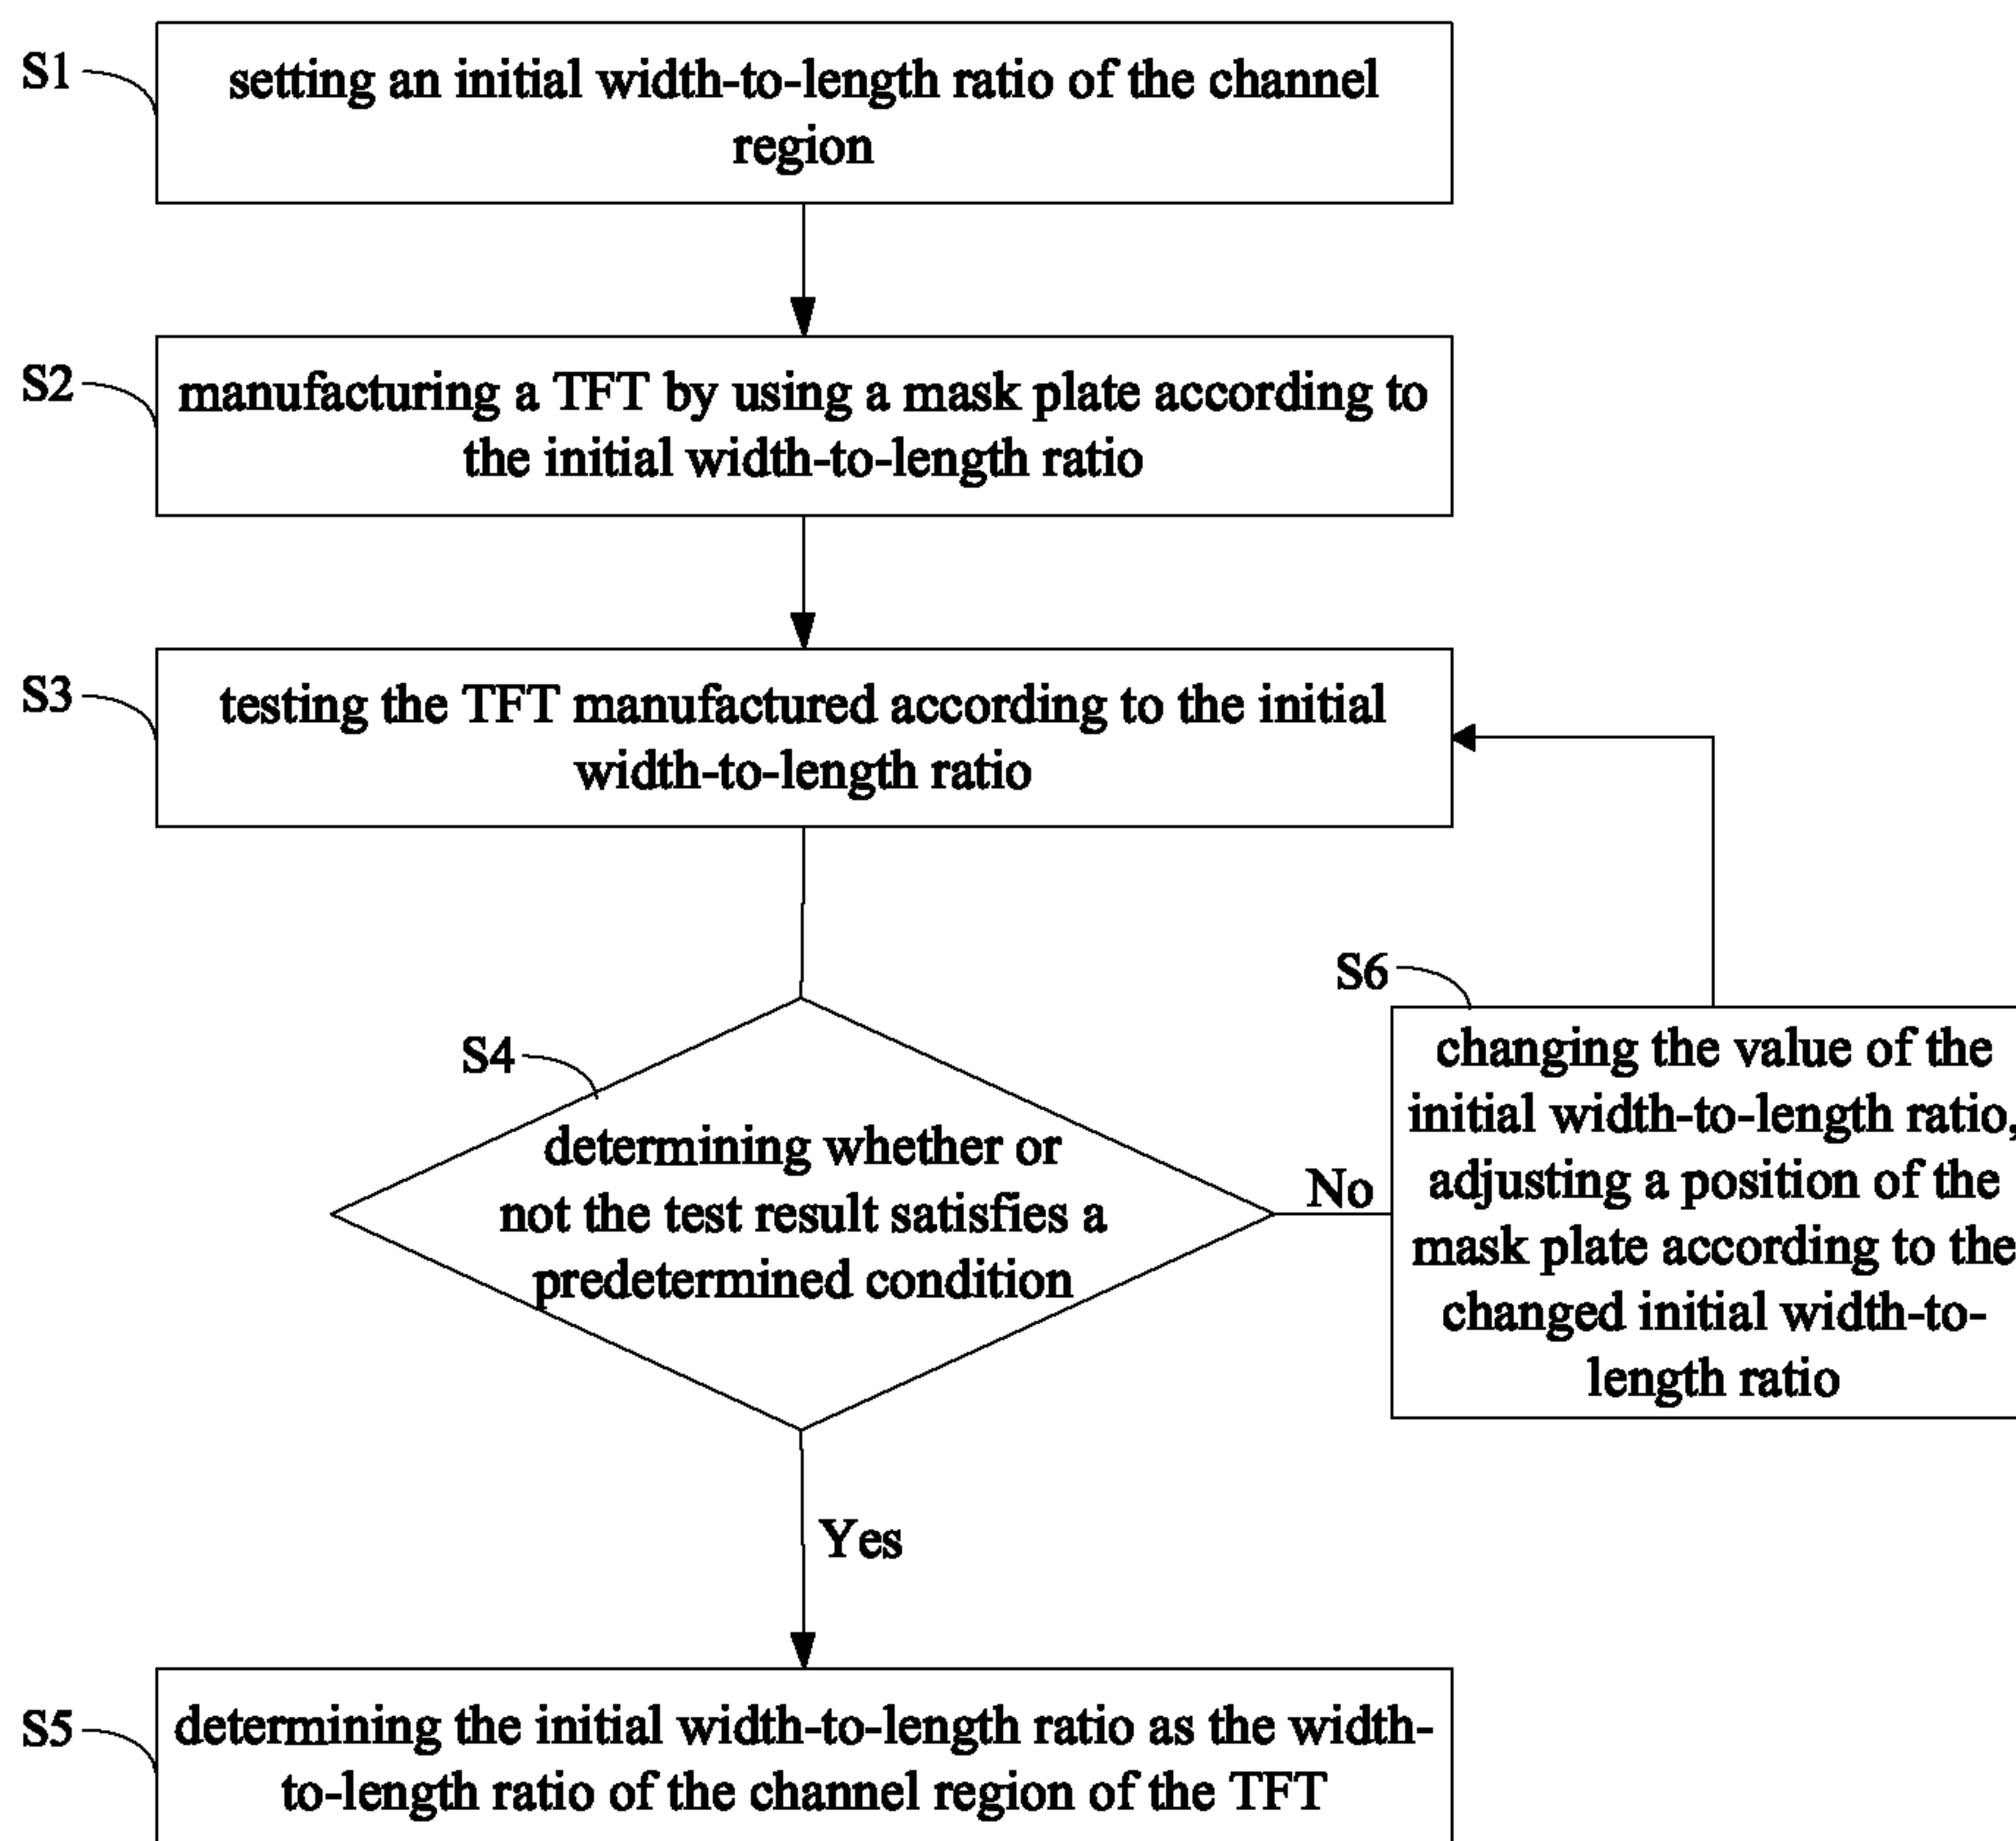 S1
setting an initial width-to-length ratio of the channel
region
S2
manufacturing a TFT by using a mask plate according to
the initial width-to-length ratio
S3
testing the TFT manufactured according to the initial
width-to-length ratio
S4
determining whether or
not the test result satisfies a
predetermined condition
No
S6
changing the value of the
initial width-to-length ratio,
adjusting a position of the
mask plate according to the
changed initial width-to-
length ratio
Yes
S5
determining the initial width-to-length ratio as the width-
to-length ratio of the channel region of the TFT